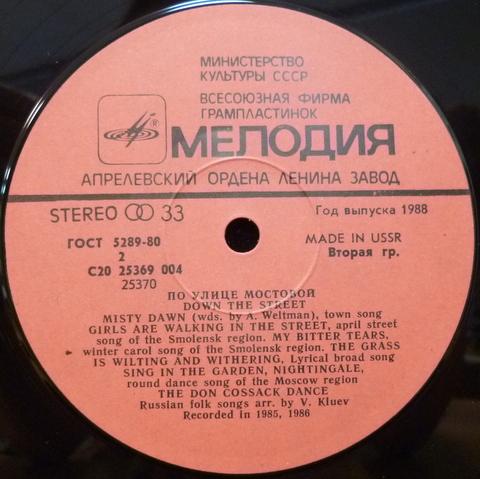 МИНИСТЕРСТВО
КУЛЬТУРЫ СССР
ВСЕСОЮЗНАЯ ФИРМА
ГРАМПЛАСТИНОК
®
МЕЛОДИЯ
АПРЕЛЕВСКИЙ ОРДЕНА ЛЕНИНА ЗАВОД
STEREO 33
Год выпуска 1988
ГОСТ 5289-80
MADE IN USSR
2
Вторая гр.
С20 25369 004
25370
ПО УЛИЦЕ МОСТОВОЙ
DOWN THE STREET
MISTY DAWN (wds. by A. Weltman), town song
GIRLS ARE WALKING IN THE STREET, april street
song of the Smolensk region. MY BITTER TEARS,
winter carol song of the Smolensk region. THE GRASS
IS WILTING AND WITHERING, Lyrical broad song
SING IN THE GARDEN, NIGHTINGALE,
round dance song of the Moscow region
THE DON COSSACK DANCE
Russian folk songs arr. by V. Kluev
Recorded in 1985, 1986